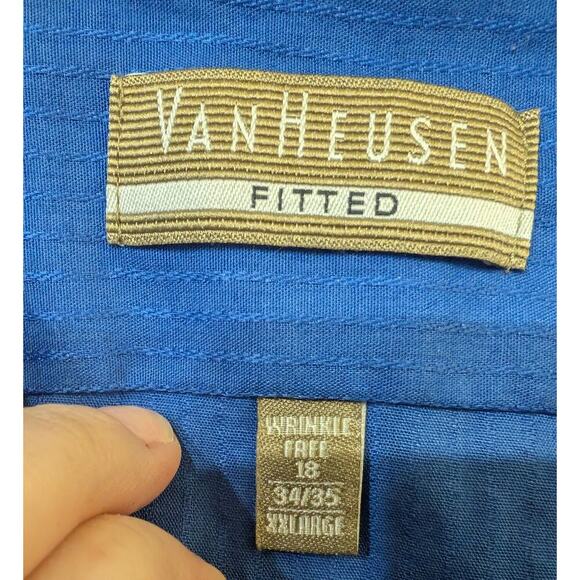 VANHEUSEN
FITTED
WRINKLE
FREE
18
34/35
XXLARGE